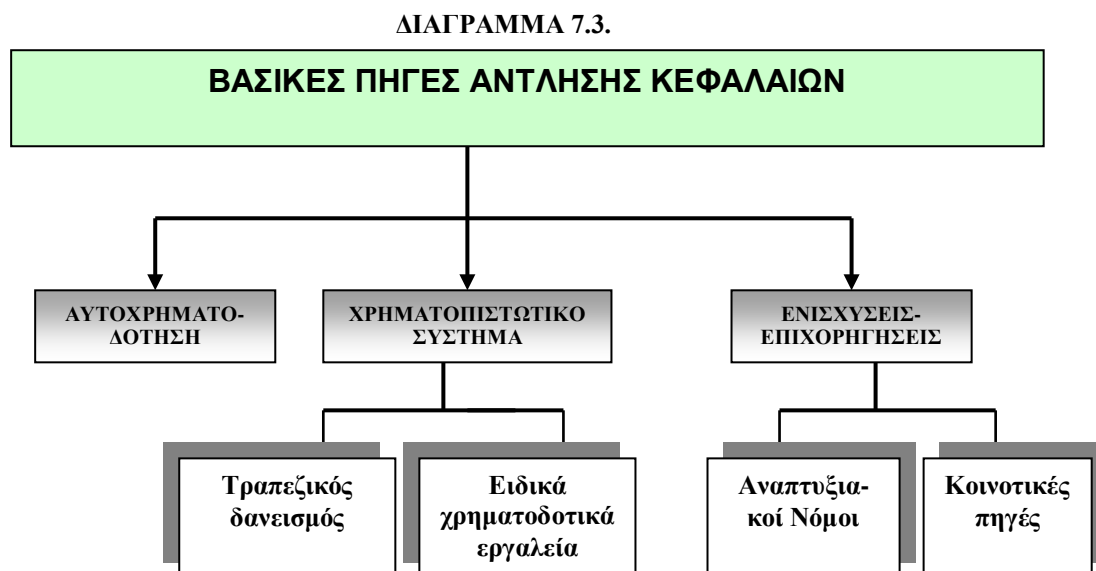 ΔΙΑΓΡΑΜΜΑ 7.3.
ΒΑΣΙΚΕΣ ΠΗΓΕΣ ΑΝΤΛΗΣΗΣ ΚΕΦΑΛΑΙΩΝ
ΑΥΤΟΧΡΗΜΑΤΟ-
ΔΟΤΗΣΗ
ΧΡΗΜΑΤΟΠΙΣΤΩΤΙΚΟ
ΣΥΣΤΗΜΑ
ΕΝΙΣΧΥΣΕΙΣ-
ΕΠΙΧΟΡΗΓΗΣΕΙΣ
Τραπεζικός
δανεισμός
Ειδικά
χρηματοδοτικά
εργαλεία
Αναπτυξια-
κοί Νόμοι
Κοινοτικές
πηγές